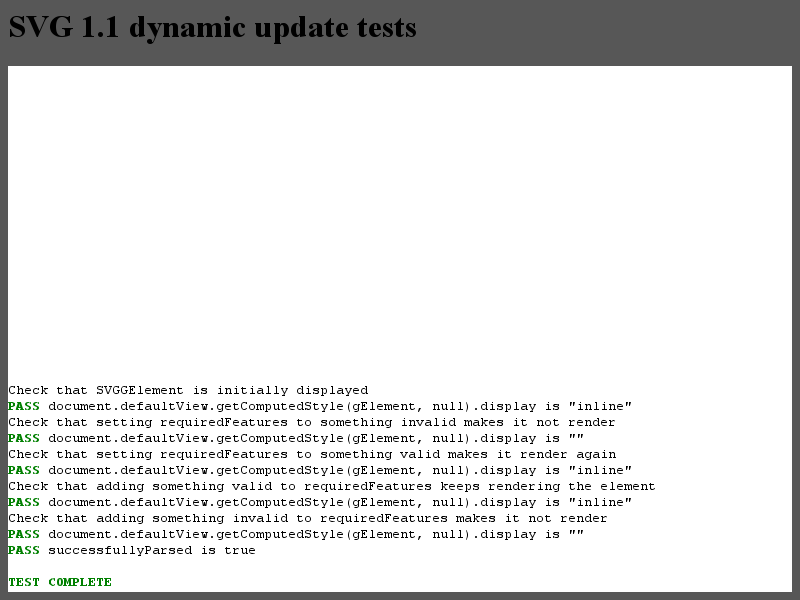 SVG 1.1 dynamic update tests
Check that SVGGElement is initially displayed
PASS document.defaultView.getComputedStyle(gElement, null).display is "inline"
Check that setting requiredFeatures to something invalid makes it not render
PASS document.defaultView.getComputedStyle(gElement, null).display is ""
Check that setting requiredFeatures to something valid makes it render again
PASS document.defaultView.getComputedStyle(gElement, null).display is "inline"
Check that adding something valid to requiredFeatures keeps rendering the element
PASS document.defaultView.getComputedStyle(gElement, null).display is "inline"
Check that adding something invalid to requiredFeatures makes it not render
PASS document.defaultView.getComputedStyle(gElement, null).display is ""
PASS successfullyParsed is true
TEST COMPLETE